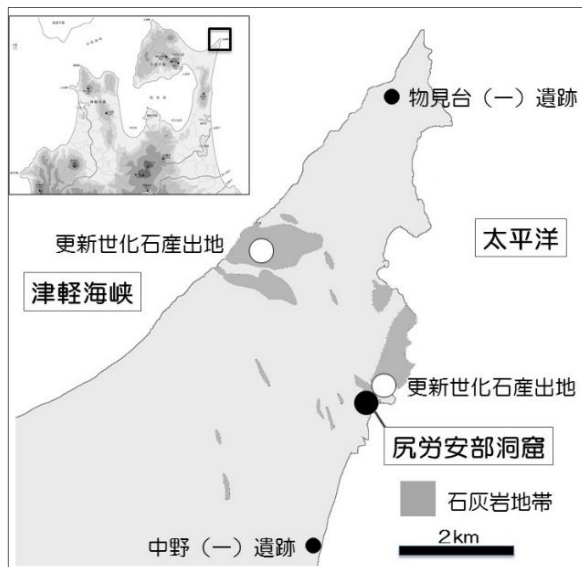 物見台（一）遺跡
更新世化石産出地
太平洋
津軽海峡
更新世化石産出地
尻労安部洞窟
石灰岩地帯
2km
中野（一）遺跡